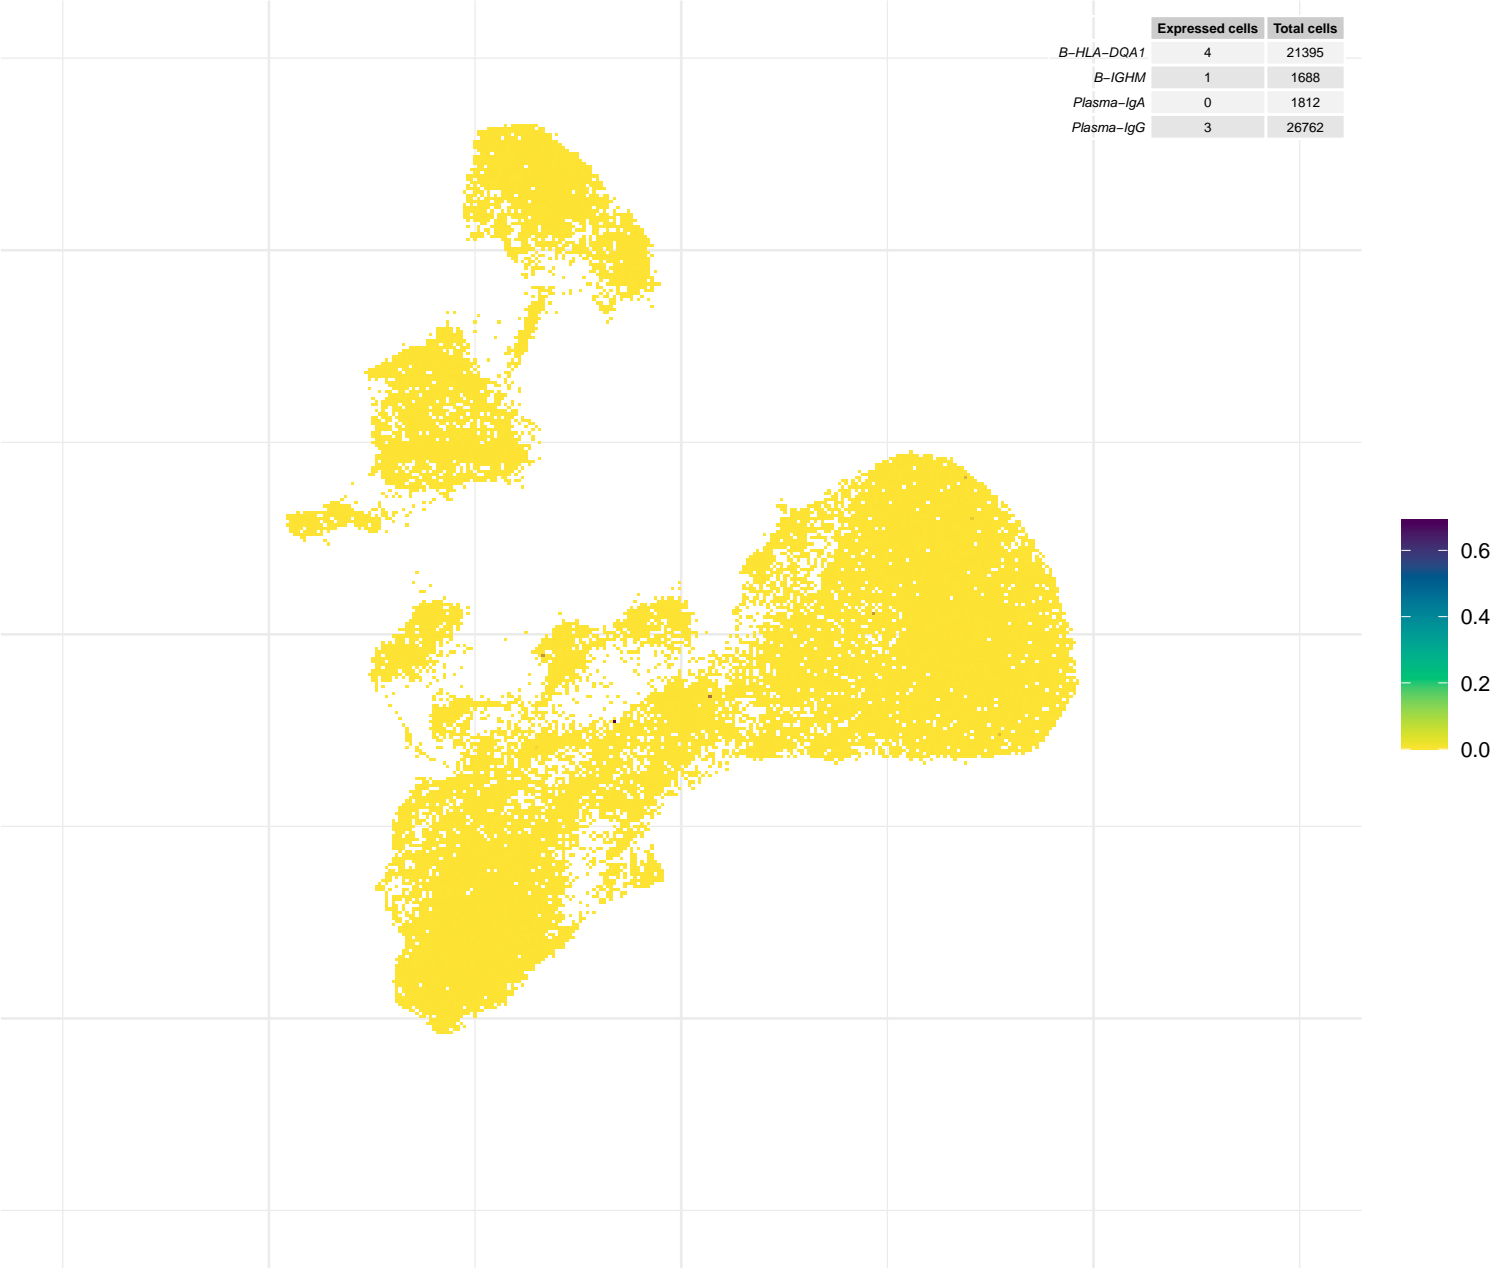 Expressed cells Total cells
B−HLA−DQA1 4 21395
B−IGHM 1 1688
Plasma−IgA 0 1812
Plasma−IgG 3 26762
0.6
0.4
0.2
0.0